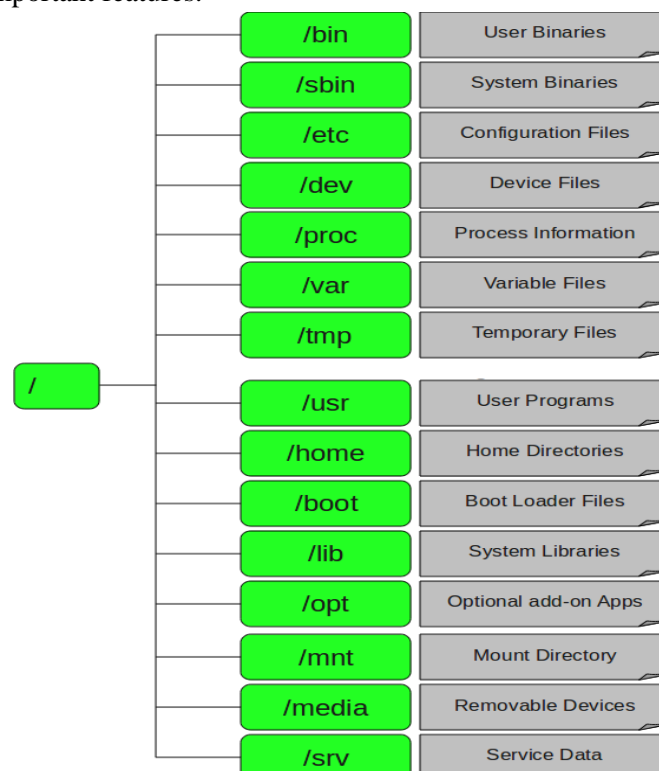 important features.
/bin User Binaries
/sbin System Binaries
/etc Configuration Files
/dev Device Files
/proc Process Information
/var Variable Files
/tmp Temporary Files
/
/usr User Programs
/home Home Directories
/boot Boot Loader Files
/lib System Libraries
/opt Optional add-on Apps
/mnt Mount Directory
/media Removable Devices
/srv Service Data